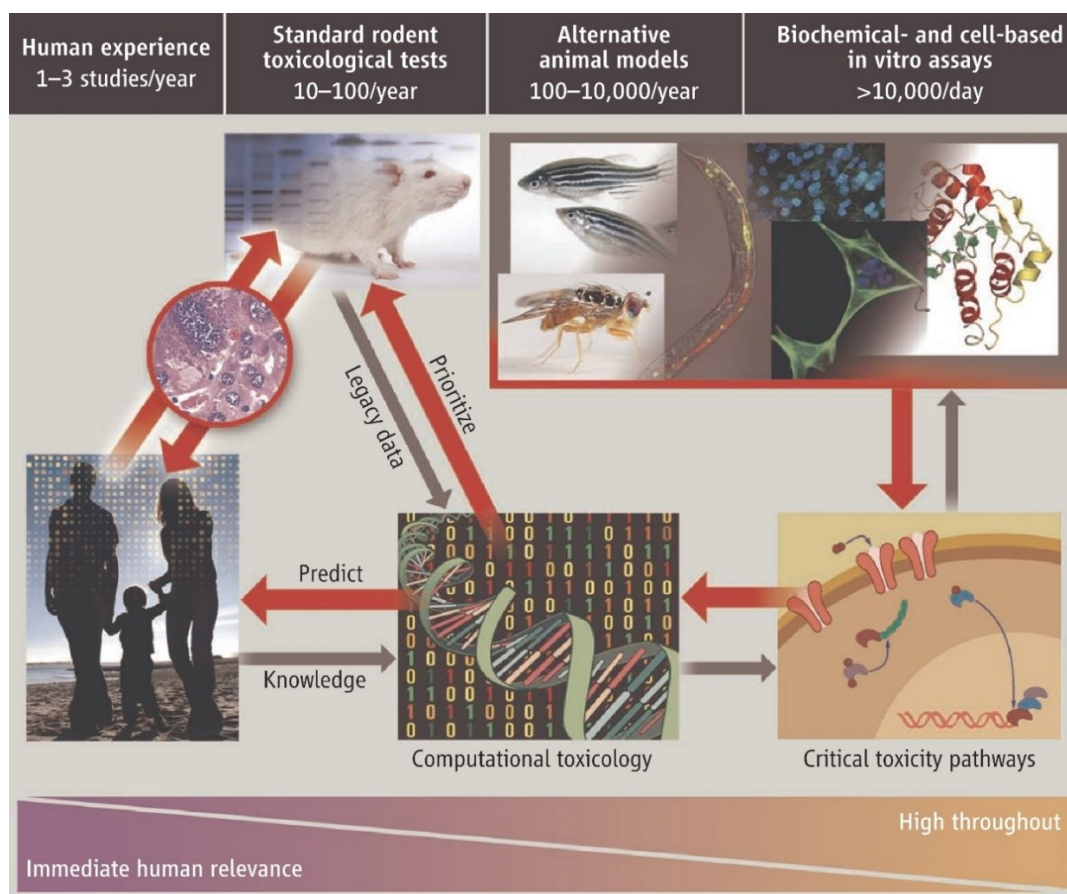 Human experience
1–3 studies/year
Standard rodent
toxicological tests
10–100/year
Alternative
animal models
100–10,000/year
Biochemical- and cell-based
in vitro assays
>10,000/day
Legacy data
Prioritize
Predict
Knowledge
Computational toxicology
Critical toxicity pathways
High throughout
Immediate human relevance